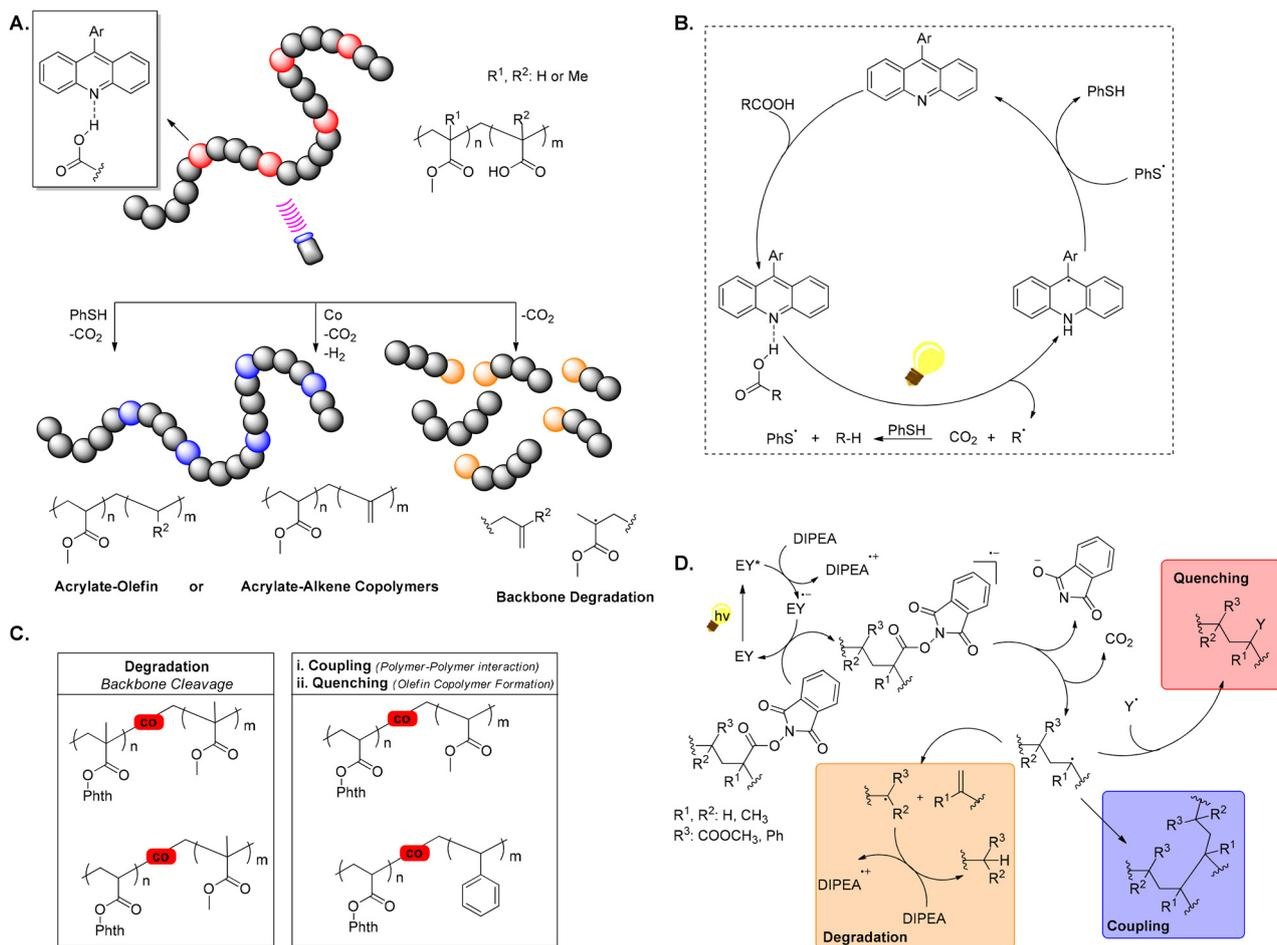 A.
Ar
N
H
O
O
R1, R2: H or Me
R1
R2
n
m
O
O
HO
O
PhSH
-CO2
Co
-CO2
-H2
-CO2
n
m
R2
O
O
n
m
O
O
R2
O
O
Acrylate-Olefin or Acrylate-Alkene Copolymers
Backbone Degradation
B.
Ar
N
RCOOH
PhSH
PhS•
Ar
N
H
O
O
R
Ar
•
N
H
PhS• + R-H
PhSH
CO2 + R•
C.
Degradation
Backbone Cleavage
CO
n
m
O
O
Phth
O
O
CO
n
m
O
O
Phth
O
O
i. Coupling (Polymer-Polymer interaction)
ii. Quenching (Olefin Copolymer Formation)
CO
n
m
O
O
Phth
O
O
CO
n
m
O
O
Phth
D.
DIPEA
EY*
DIPEA•+
hv
EY•-
EY
•-
R3
R2
R1
O
O
N
O
O
R3
R2
R1
O
O
N
O
O
-
O
N
O
CO2
Quenching
R3
R2
R1
Y
Y•
R3
R2
R1
•
R1, R2: H, CH3
R3: COOCH3, Ph
R3
•
R2
+
R1
DIPEA•+
R3
H
R2
DIPEA
Degradation
R3
R2
R3
R2
R1
R1
Coupling